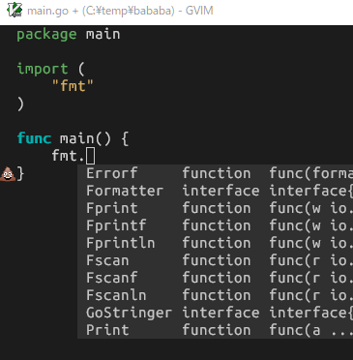 main.go + (C:¥temp¥bababa) - GVIM
package main
import (
"fmt"
)
func main() {
fmt.
💩}
Errorf function func(forma
Formatter interface interface{
Fprint function func(w io.
Fprintf function func(w io.
Fprintln function func(w io.
Fscan function func(r io.
Fscanf function func(r io.
Fscanln function func(r io.
GoStringer interface interface{
Print function func(a ...